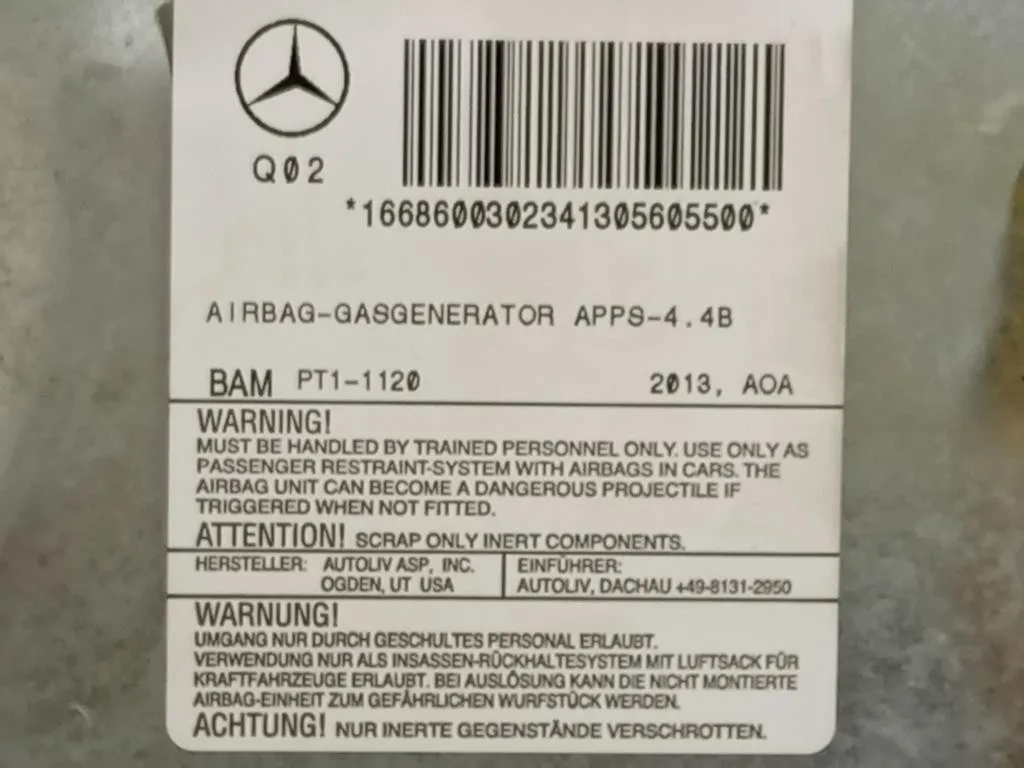 Q02
*1668600302341305605500*
AIRBAG-GASGENERATOR APPS-4.4B
BAM PT1-1120 2013, AOA
WARNING!
MUST BE HANDLED BY TRAINED PERSONNEL ONLY. USE ONLY AS
PASSENGER RESTRAINT-SYSTEM WITH AIRBAGS IN CARS. THE
AIRBAG UNIT CAN BECOME A DANGEROUS PROJECTILE IF
TRIGGERED WHEN NOT FITTED.
ATTENTION! SCRAP ONLY INERT COMPONENTS.
HERSTELLER: AUTOLIV ASP, INC.
OGDEN, UT USA
EINFÜHRER:
AUTOLIV, DACHAU +49-8131-2950
WARNUNG!
UMGANG NUR DURCH GESCHULTES PERSONAL ERLAUBT.
VERWENDUNG NUR ALS INSASSEN-RÜCKHALTESYSTEM MIT LUFTSACK FÜR
KRAFTFAHRZEUGE ERLAUBT. BEI AUSLÖSUNG KANN DIE NICHT MONTIERTE
AIRBAG-EINHEIT ZUM GEFÄHRLICHEN WURFSTÜCK WERDEN.
ACHTUNG! NUR INERTE GEGENSTÄNDE VERSCHROTTEN.